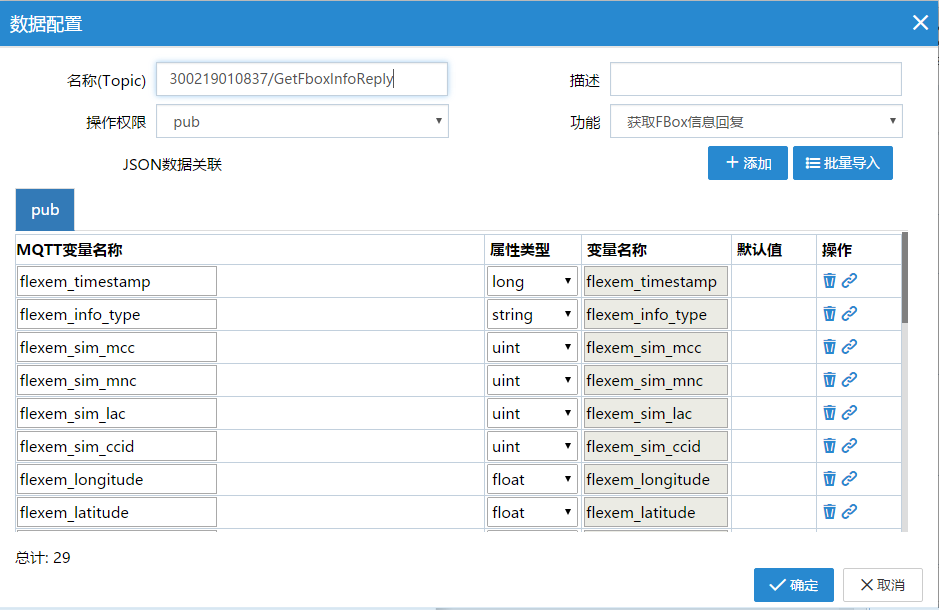 数据配置
名称(Topic) 300219010837/GetFboxInfoReply 描述
操作权限 pub 功能 获取FBox信息回复
JSON数据关联 添加 批量导入
pub
MQTT变量名称 属性类型 变量名称 默认值 操作
flexem_timestamp long flexem_timestamp
flexem_info_type string flexem_info_type
flexem_sim_mcc uint flexem_sim_mcc
flexem_sim_mnc uint flexem_sim_mnc
flexem_sim_lac uint flexem_sim_lac
flexem_sim_ccid uint flexem_sim_ccid
flexem_longitude float flexem_longitude
flexem_latitude float flexem_latitude
总计: 29
确定 取消